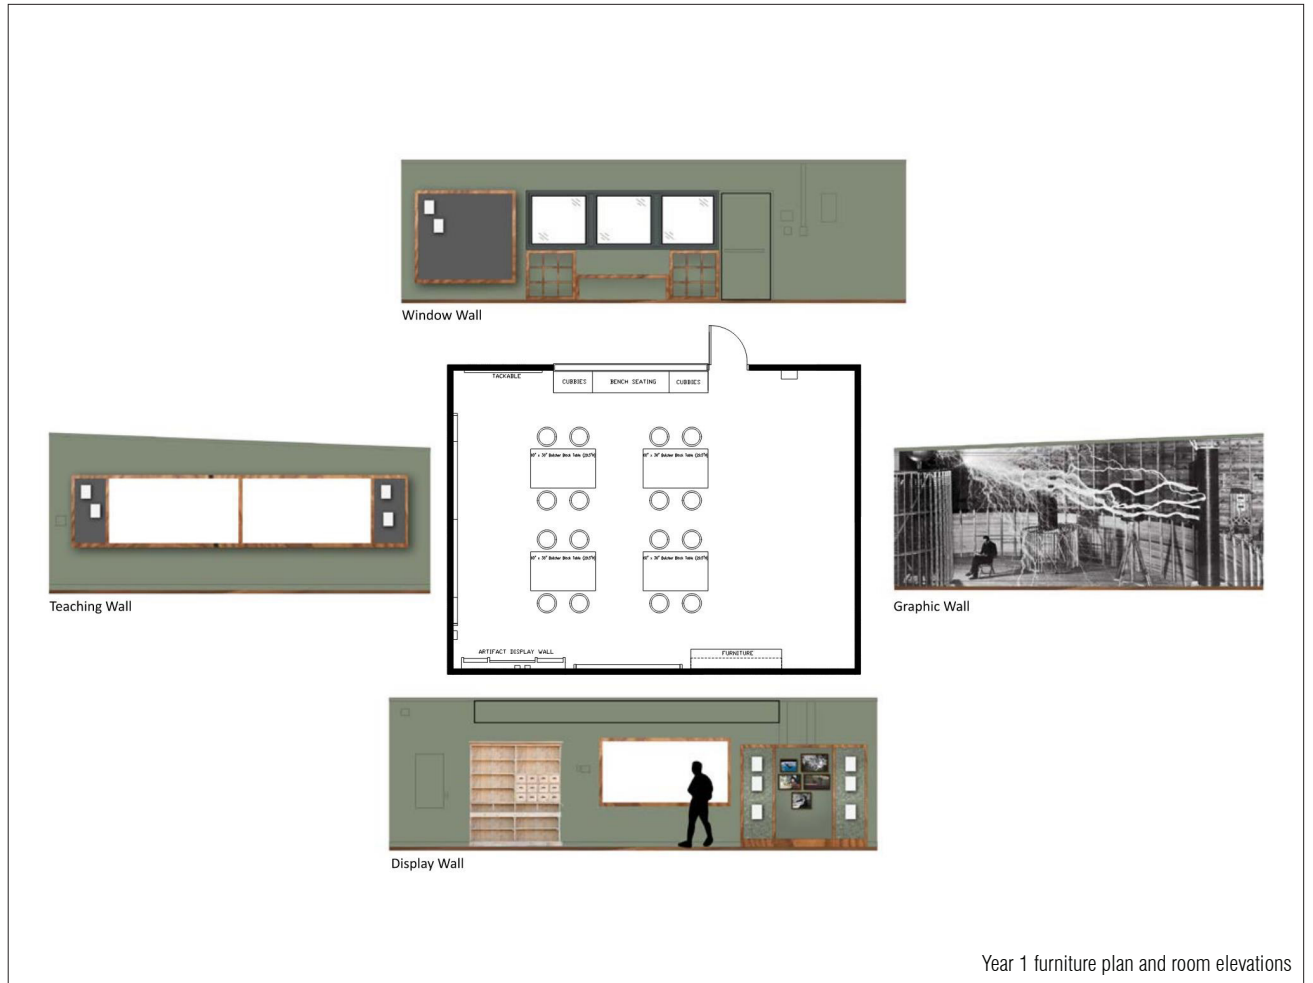 Window Wall
TACKABLE
CUBBIES
BENCH SEATING
CUBBIES
Teaching Wall
Graphic Wall
ARTIFACT DISPLAY WALL
FURNITURE
Display Wall
Year 1 furniture plan and room elevations